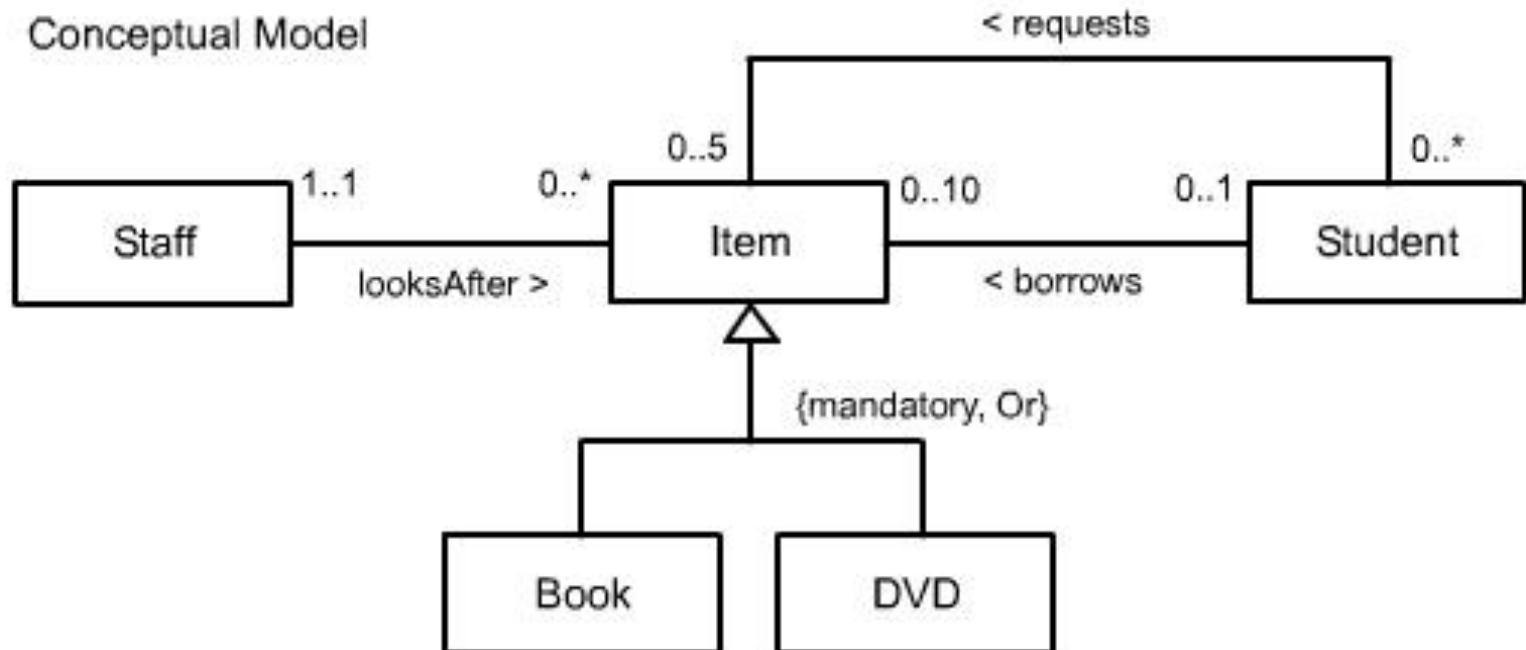 Conceptual Model
< requests
0..5
0..*
1..1
0..*
0..10
0..1
Staff
Item
Student
looksAfter >
< borrows
{mandatory, Or}
Book
DVD